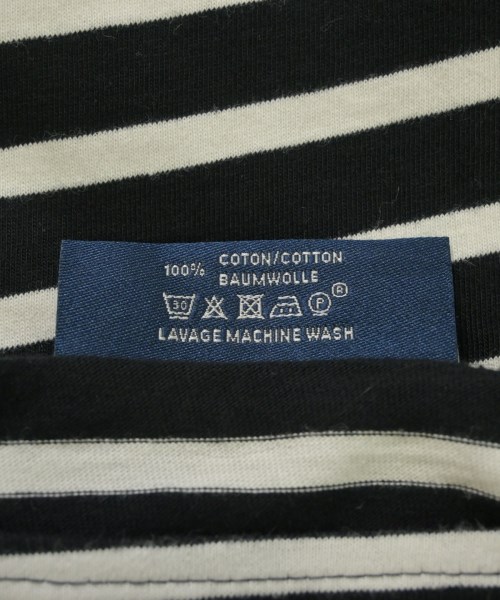 100% COTON/COTTON
BAUMWOLLE
30 P ®
LAVAGE MACHINE WASH